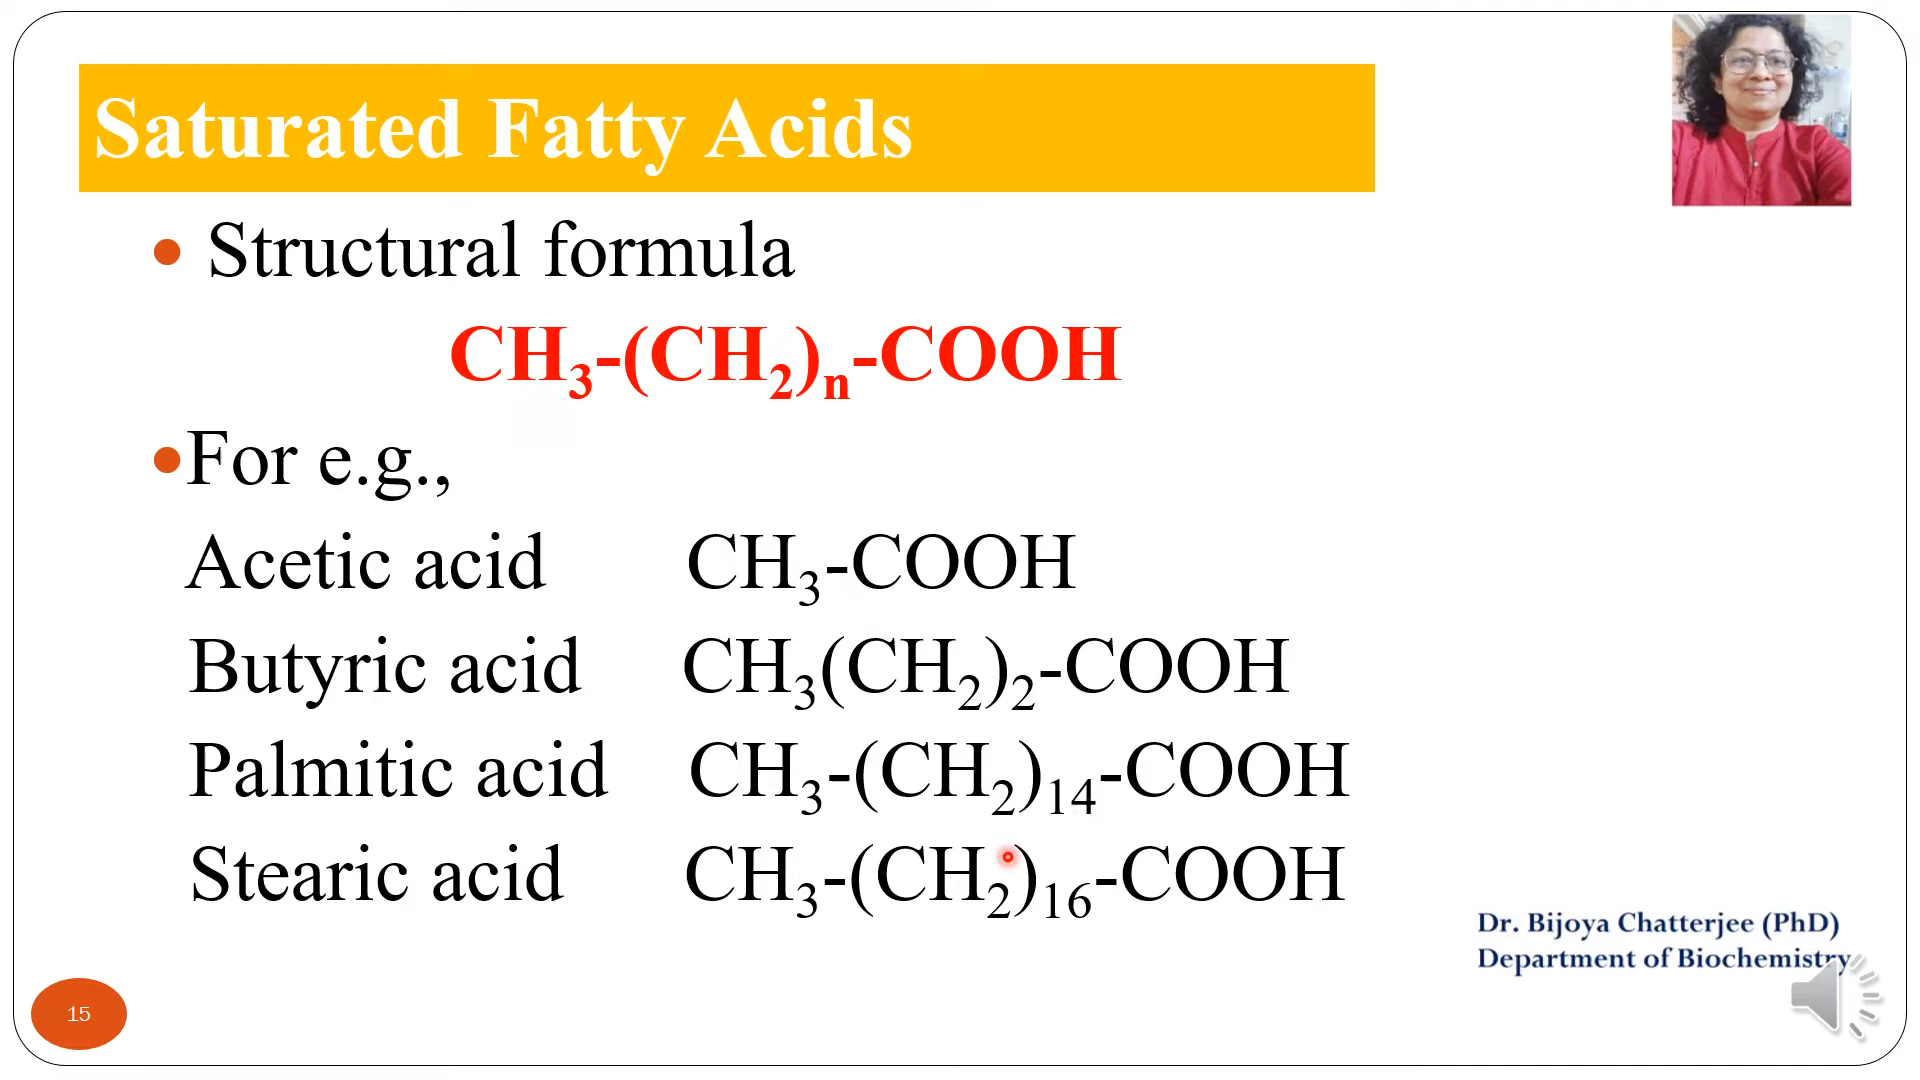 Saturated Fatty Acids
• Structural formula
CH₃-(CH₂)ₙ-COOH
•For e.g.,
Acetic acid CH₃-COOH
Butyric acid CH₃(CH₂)₂-COOH
Palmitic acid CH₃-(CH₂)₁₄-COOH
Stearic acid CH₃-(CH₂)₁₆-COOH
Dr. Bijoya Chatterjee (PhD)
Department of Biochemistry
15